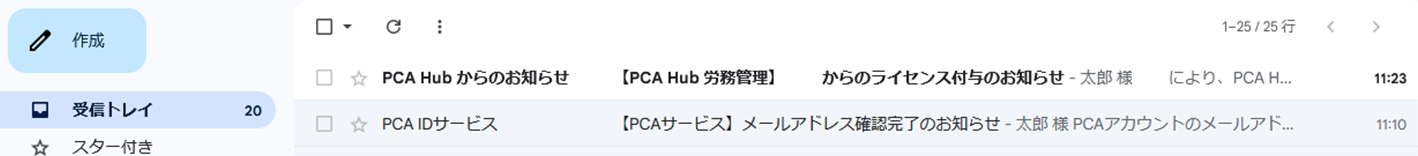 作成
1–25 / 25 行
PCA Hub からのお知らせ 【PCA Hub 労務管理】 からのライセンス付与のお知らせ - 太郎 様 により、PCA H... 11:23
受信トレイ 20
PCA IDサービス 【PCAサービス】メールアドレス確認完了のお知らせ - 太郎 様 PCAアカウントのメールアド... 11:10
スター付き